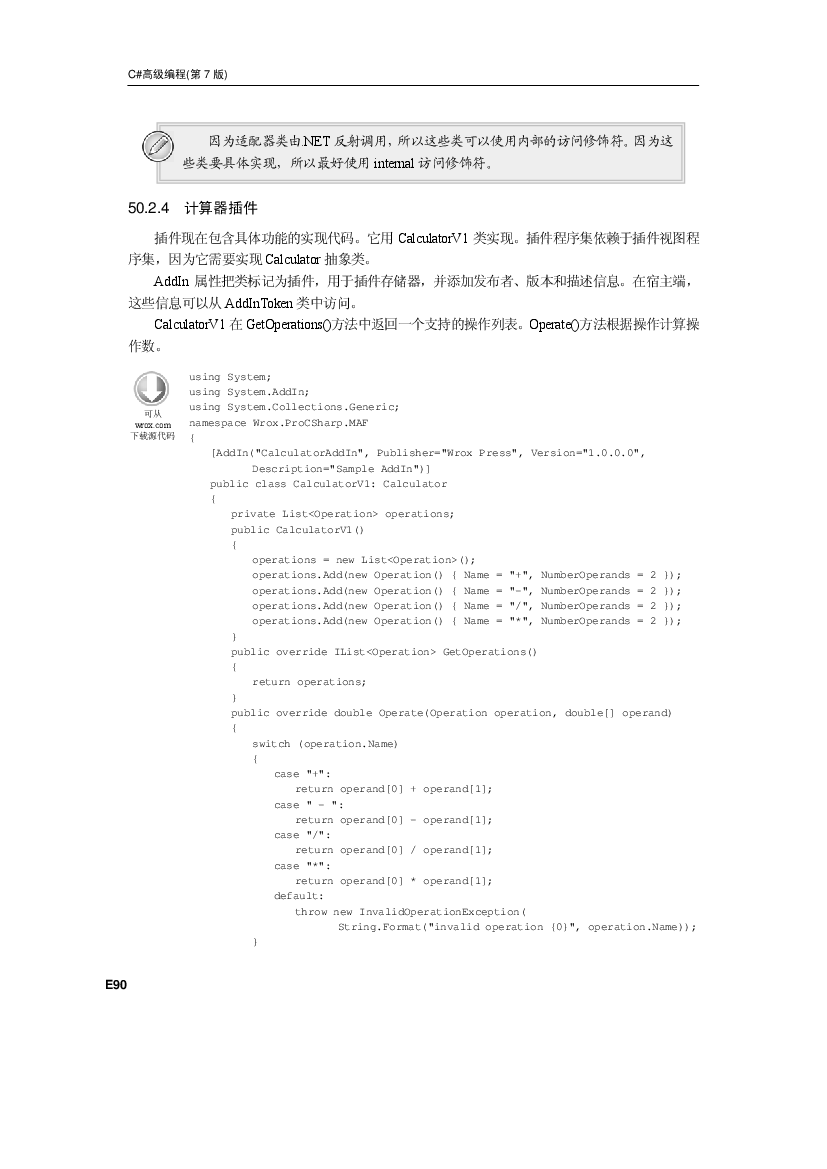 C#高级编程(第 7 版)
因为适配器类由.NET 反射调用，所以这些类可以使用内部的访问修饰符。因为这
些类要具体实现，所以最好使用 internal 访问修饰符。
50.2.4 计算器插件
插件现在包含具体功能的实现代码。它用 CalculatorV1 类实现。插件程序集依赖于插件视图程
序集，因为它需要实现 Calculator 抽象类。
AddIn 属性把类标记为插件，用于插件存储器，并添加发布者、版本和描述信息。在宿主端，
这些信息可以从 AddInToken 类中访问。
CalculatorV1 在 GetOperations()方法中返回一个支持的操作列表。Operate()方法根据操作计算操
作数。
可从
wrox.com
下载源代码
using System;
using System.AddIn;
using System.Collections.Generic;
namespace Wrox.ProCSharp.MAF
{
[AddIn("CalculatorAddIn", Publisher="Wrox Press", Version="1.0.0.0",
Description="Sample AddIn")]
public class CalculatorV1: Calculator
{
private List<Operation> operations;
public CalculatorV1()
{
operations = new List<Operation>();
operations.Add(new Operation() { Name = "+", NumberOperands = 2 });
operations.Add(new Operation() { Name = "-", NumberOperands = 2 });
operations.Add(new Operation() { Name = "/", NumberOperands = 2 });
operations.Add(new Operation() { Name = "*", NumberOperands = 2 });
}
public override IList<Operation> GetOperations()
{
return operations;
}
public override double Operate(Operation operation, double[] operand)
{
switch (operation.Name)
{
case "+":
return operand[0] + operand[1];
case " - ":
return operand[0] - operand[1];
case "/":
return operand[0] / operand[1];
case "*":
return operand[0] * operand[1];
default:
throw new InvalidOperationException(
String.Format("invalid operation {0}", operation.Name));
}
E90